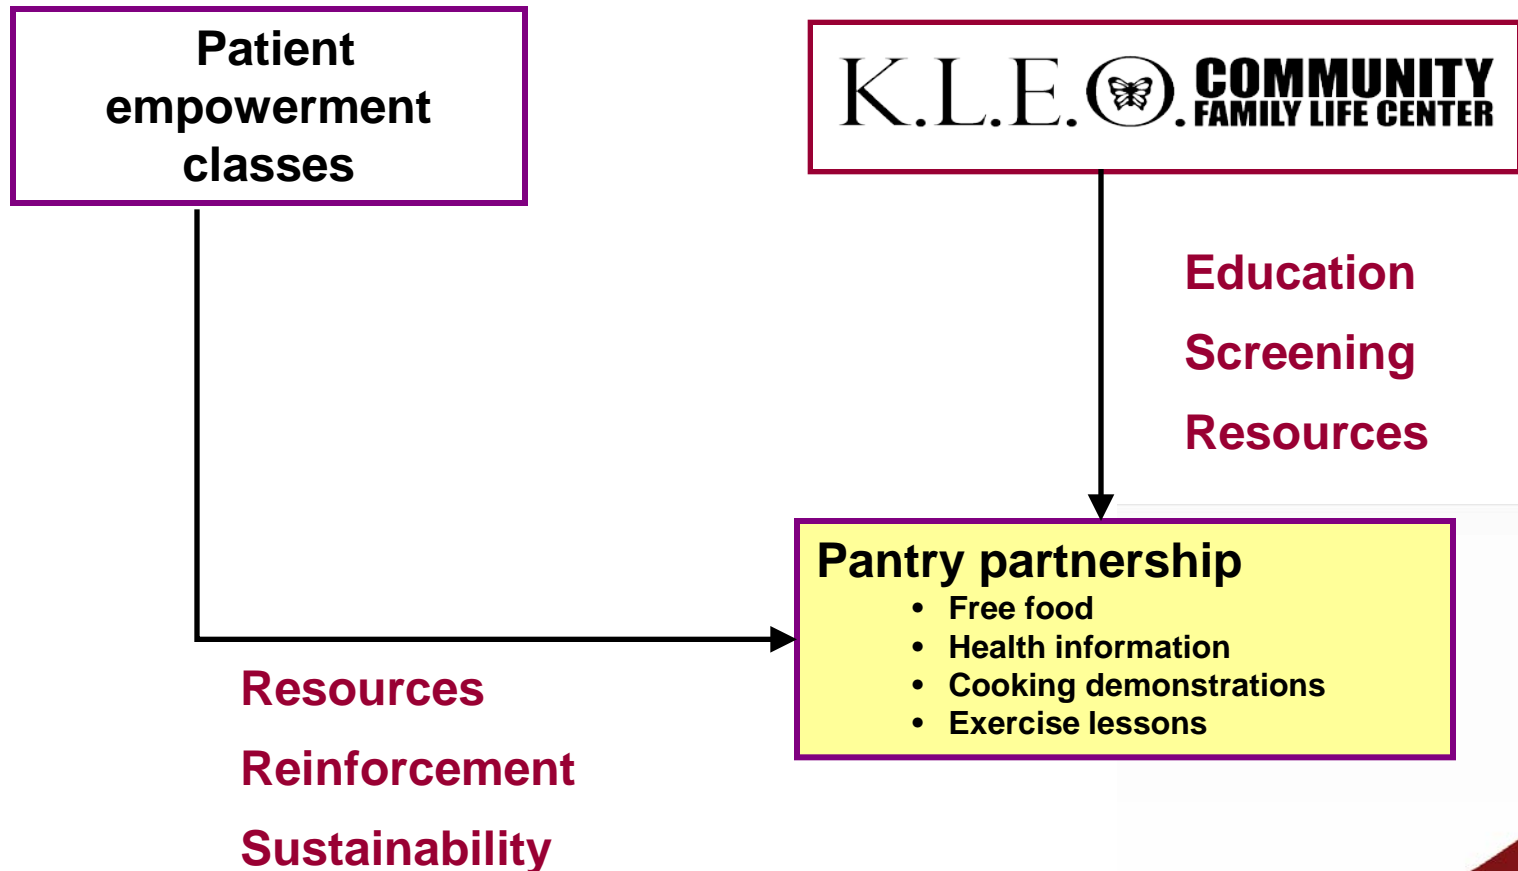 Patient
empowerment
classes
K.L.E.O. COMMUNITY
FAMILY LIFE CENTER
Education
Screening
Resources
Pantry partnership
• Free food
• Health information
• Cooking demonstrations
• Exercise lessons
Resources
Reinforcement
Sustainability